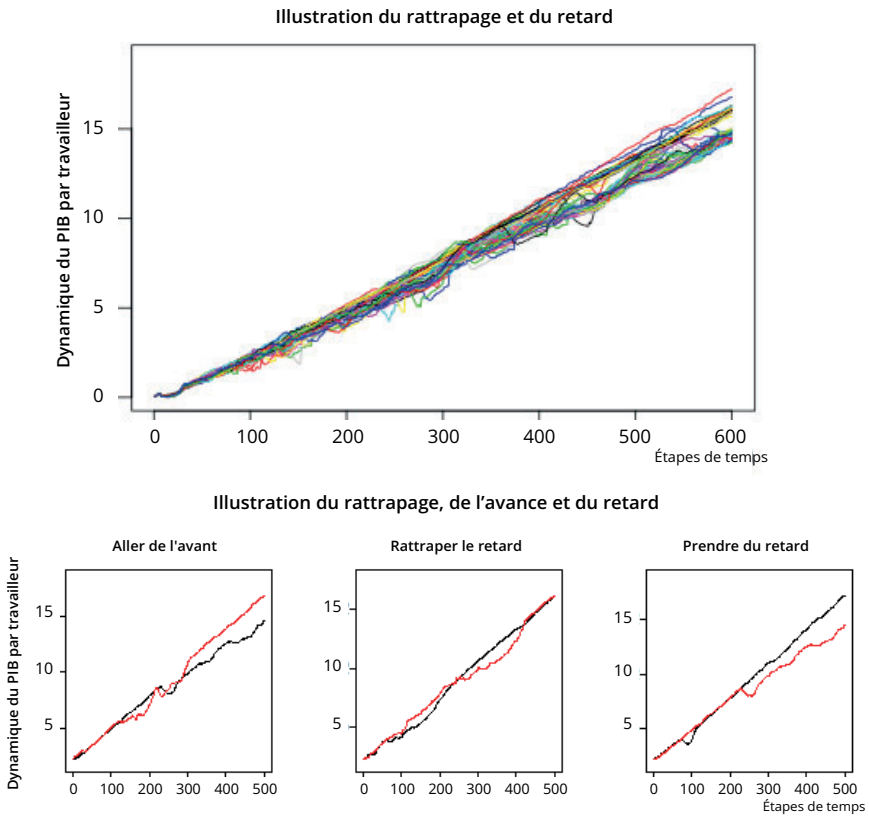 Illustration du rattrapage et du retard
Dynamique du PIB par travailleur
15
10
5
0
0 100 200 300 400 500 600
Étapes de temps
Illustration du rattrapage, de l’avance et du retard
Aller de l'avant
Rattraper le retard
Prendre du retard
Dynamique du PIB par travailleur
15
10
5
0 100 200 300 400 500
15
10
5
0 100 200 300 400 500
15
10
5
0 100 200 300 400 500
Étapes de temps